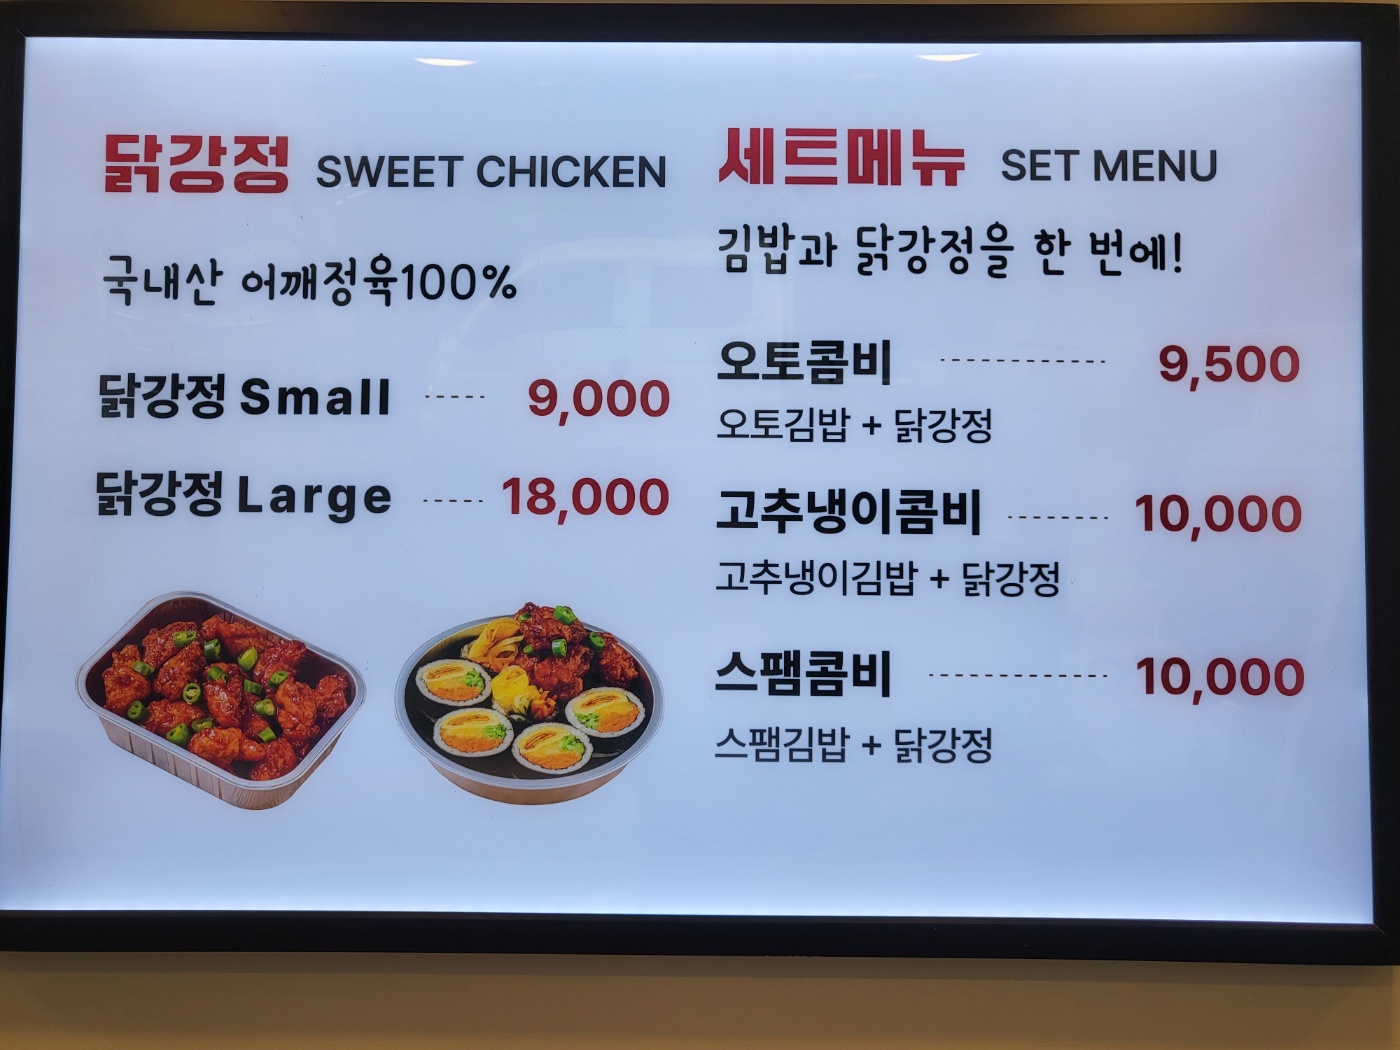 닭강정 SWEET CHICKEN
국내산 어깨정육100%
닭강정 Small ----- 9,000
닭강정 Large ----- 18,000
세트메뉴 SET MENU
김밥과 닭강정을 한 번에!
오토콤비 ----------------- 9,500
오토김밥 + 닭강정
고추냉이콤비 ---------- 10,000
고추냉이김밥 + 닭강정
스팸콤비 ------------------ 10,000
스팸김밥 + 닭강정